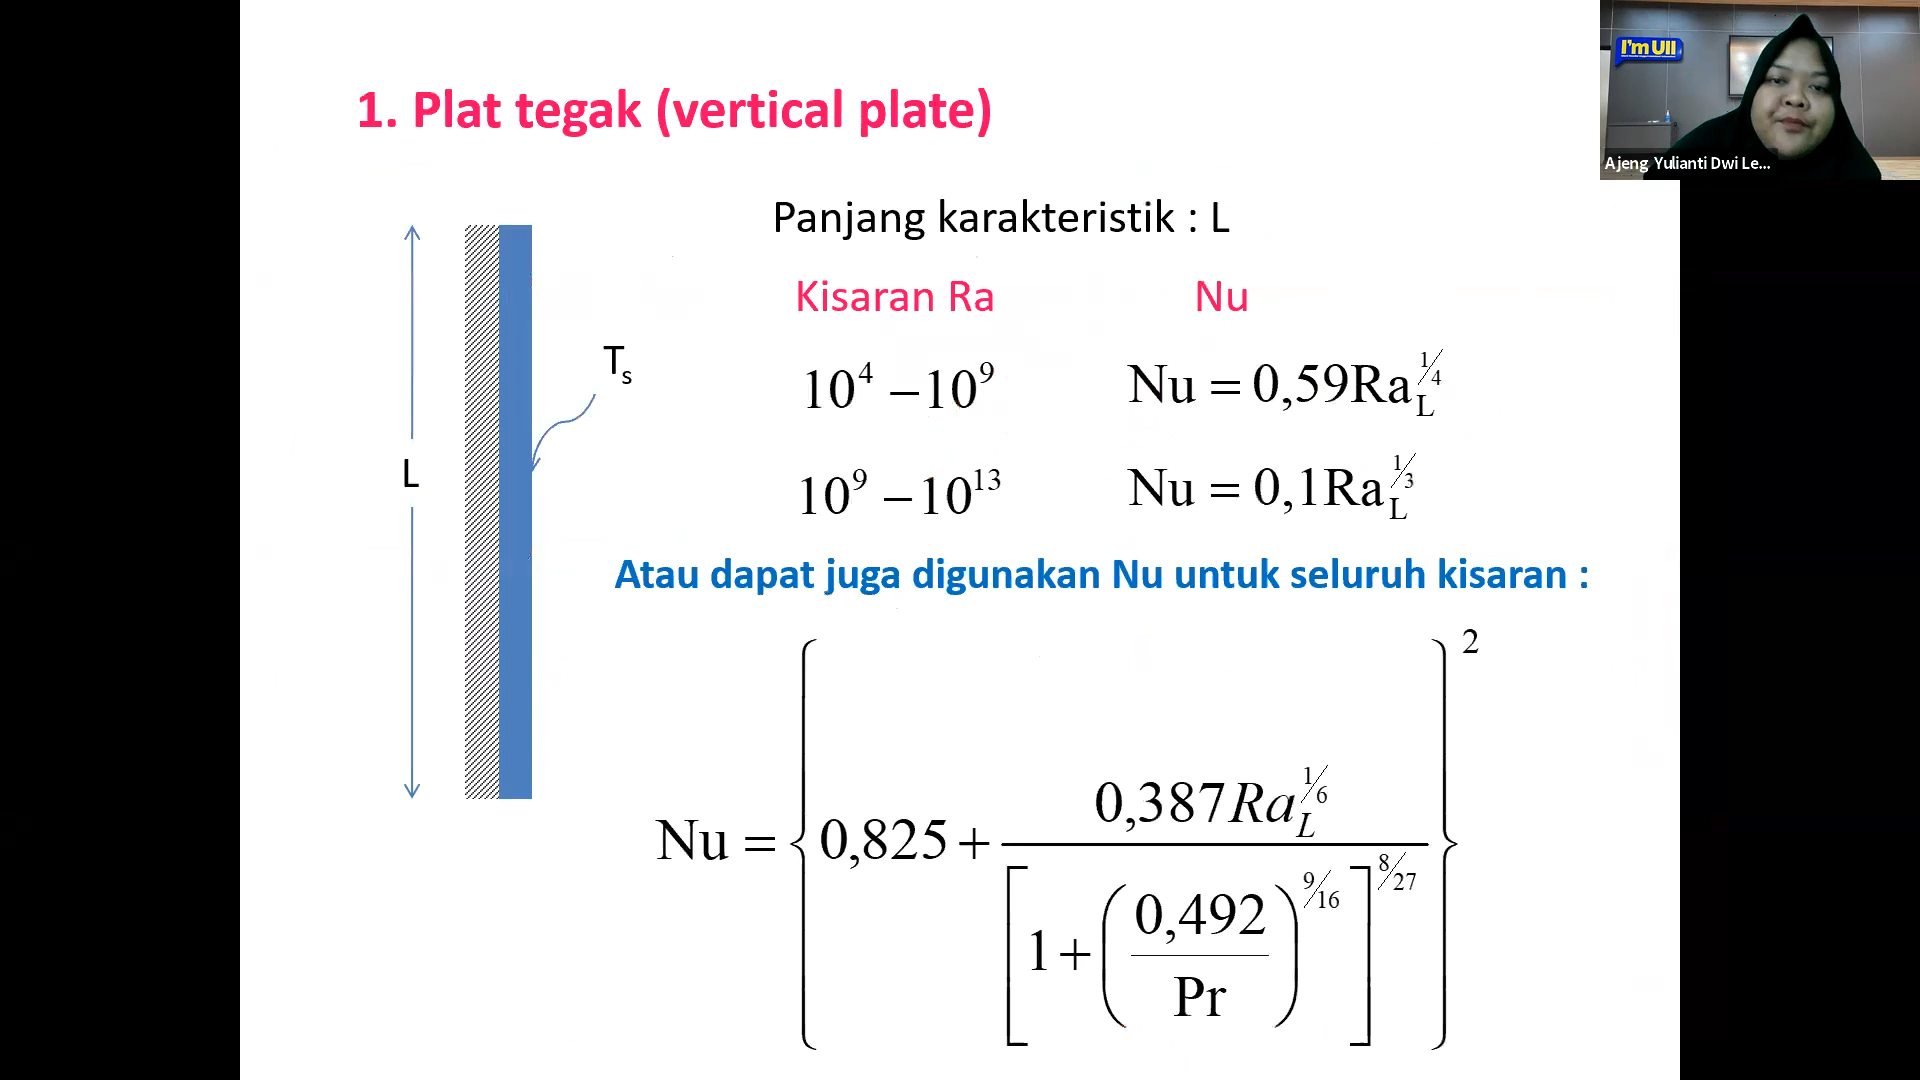 1. Plat tegak (vertical plate)
I'm UII
Ajeng Yulianti Dwi Le...
Panjang karakteristik : L
Kisaran Ra Nu
10⁴ – 10⁹ Nu = 0,59Ra_L^{1/4}
10⁹ – 10¹³ Nu = 0,1Ra_L^{1/3}
T_s
L
Atau dapat juga digunakan Nu untuk seluruh kisaran :
Nu = {0,825 + 0,387Ra_L^{1/6} / [1 + (0,492 / Pr)^{9/16}]^{8/27}}²